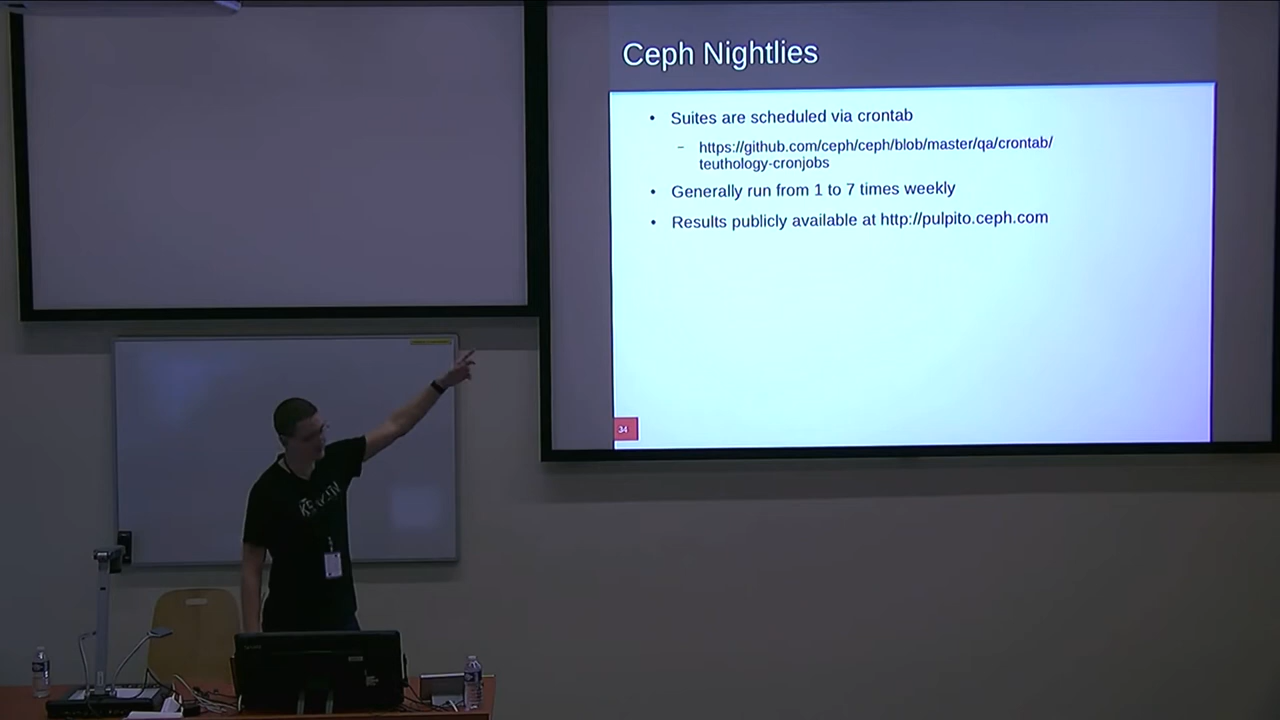 Ceph Nightlies
• Suites are scheduled via crontab
– https://github.com/ceph/ceph/blob/master/qa/crontab/
teuthology-cronjobs
• Generally run from 1 to 7 times weekly
• Results publicly available at http://pulpito.ceph.com
34